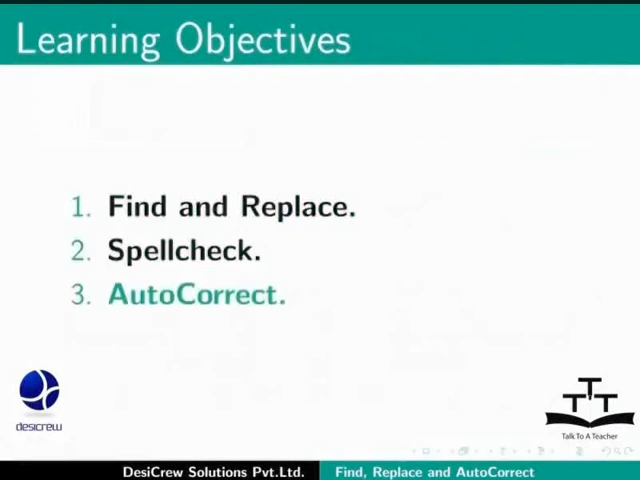 Learning Objectives
1. Find and Replace.
2. Spellcheck.
3. AutoCorrect.
desicrew
TTT
Talk To A Teacher
DesiCrew Solutions Pvt.Ltd. Find, Replace and AutoCorrect